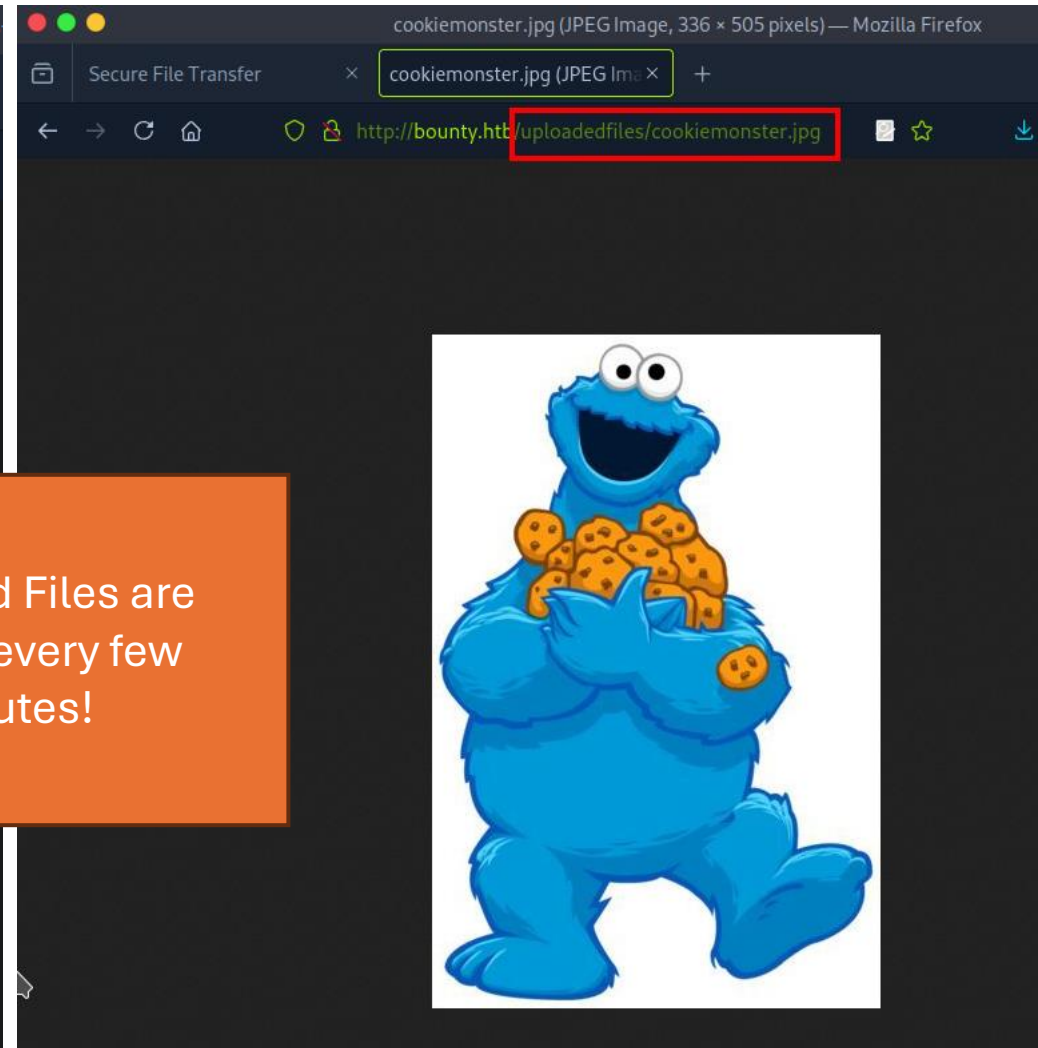 cookiemonster.jpg (JPEG Image, 336 × 505 pixels) — Mozilla Firefox
Secure File Transfer
cookiemonster.jpg (JPEG Ima
http://bounty.htb/uploadedfiles/cookiemonster.jpg
Files are
every few
utes!